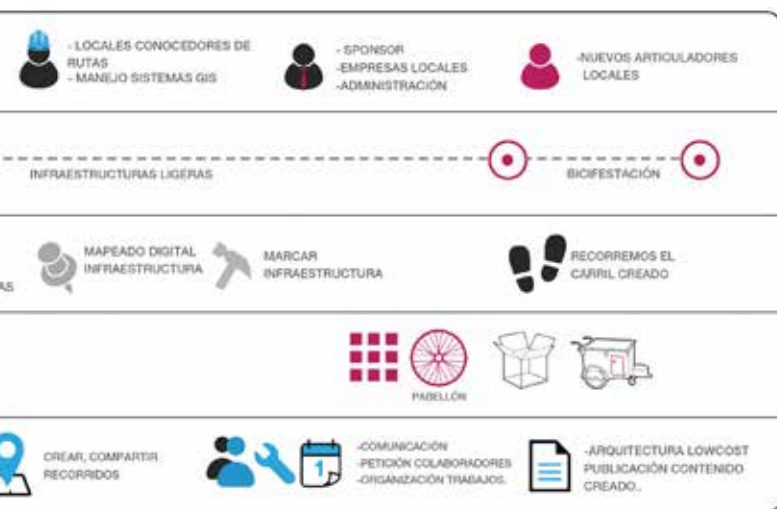 - LOCALES CONOCEDORES DE
RUTAS
- MANEJO SISTEMAS GIS
- SPONSOR
-EMPRESAS LOCALES
-ADMINISTRACIÓN
-NUEVOS ARTICULADORES
LOCALES
INFRAESTRUCTURAS LIGERAS
BICIFESTACIÓN
AS
MAPEADO DIGITAL
INFRAESTRUCTURA
MARCAR
INFRAESTRUCTURA
RECORREMOS EL
CARRIL CREADO
PABELLÓN
CREAR, COMPARTIR
RECORRIDOS
1
-COMUNICACIÓN
-PETICIÓN COLABORADORES
-ORGANIZACIÓN TRABAJOS.
-ARQUITECTURA LOWCOST
PUBLICACIÓN CONTENIDO
CREADO..